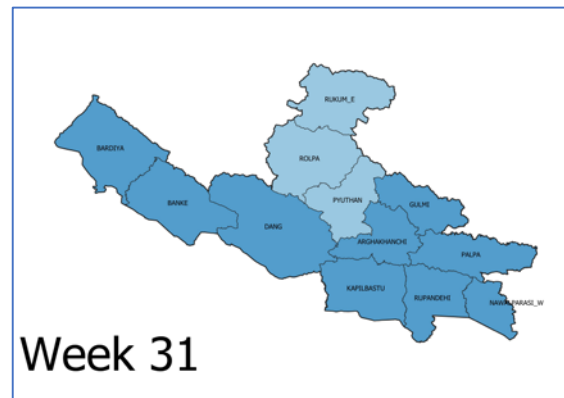 RUKUM_E
BARDIYA
ROLPA
BANKE
PYUTHAN
GULMI
DANG
ARGHAKHANCHI
PALPA
KAPILBASTU
RUPANDEHI
NAWALPARASI_W
Week 31